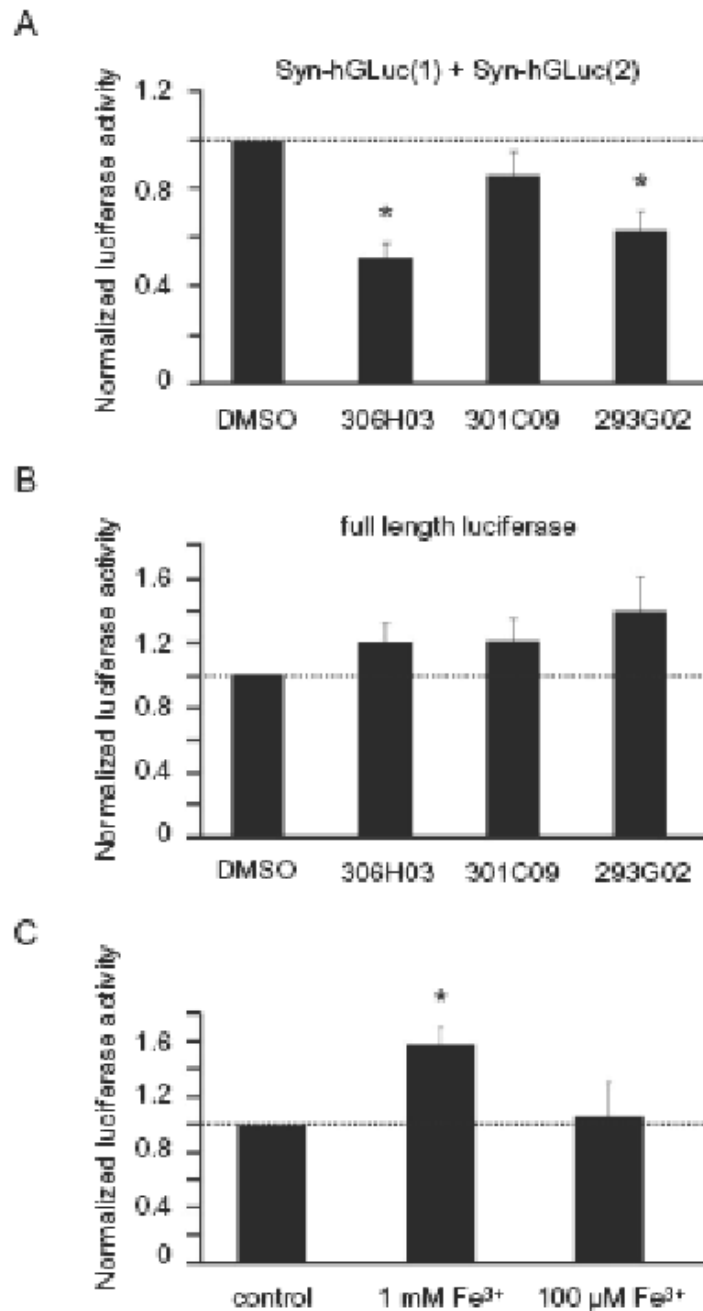 A
Syn-hGLuc(1) + Syn-hGLuc(2)
Normalized luciferase activity
1.2
0.8
0.4
0
*
*
DMSO 306H03 301C09 293G02
B
full length luciferase
Normalized luciferase activity
1.6
1.2
0.8
0.4
0
DMSO 306H03 301C09 293G02
C
Normalized luciferase activity
1.6
1.2
0.8
0.4
0
*
control 1 mM Fe³⁺ 100 µM Fe³⁺